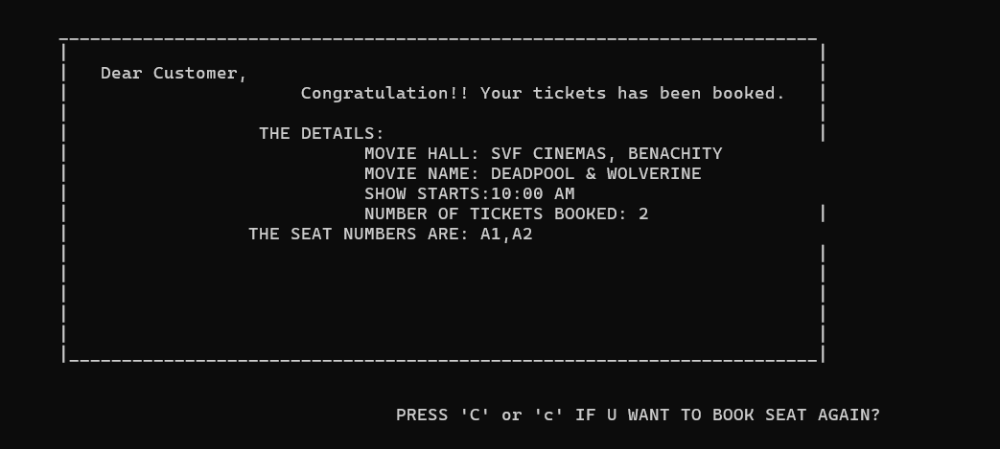 Dear Customer,
Congratulation!! Your tickets has been booked.
THE DETAILS:
MOVIE HALL: SVF CINEMAS, BENACHITY
MOVIE NAME: DEADPOOL & WOLVERINE
SHOW STARTS:10:00 AM
NUMBER OF TICKETS BOOKED: 2
THE SEAT NUMBERS ARE: A1,A2
PRESS 'C' or 'c' IF U WANT TO BOOK SEAT AGAIN?